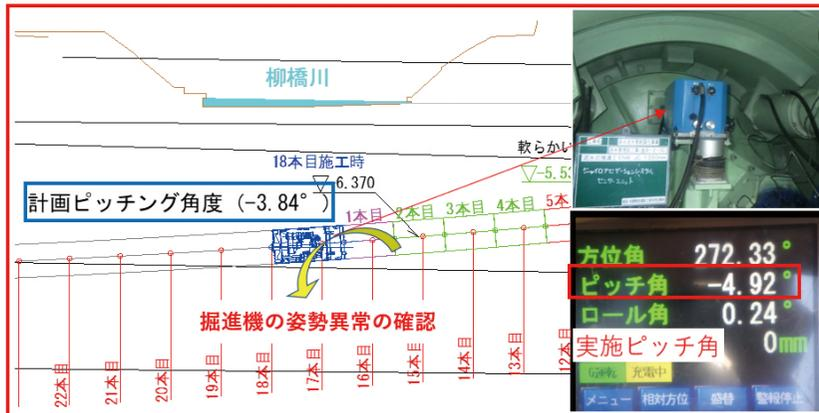 柳橋川
18本目施工時
6.370
軟らかい
-5.53
計画ピッチング角度（-3.84°）
1本目
2本目
3本目
4本目
5本
掘進機の姿勢異常の確認
22本目
21本目
20本目
19本目
18本目
17本目
16本目
15本目
14本目
13本目
12本
方位角 272.33°
ピッチ角 -4.92°
ロール角 0.24°
実施ピッチ角
0mm
充電中
メニュー
相対方位
盛替
警報停止